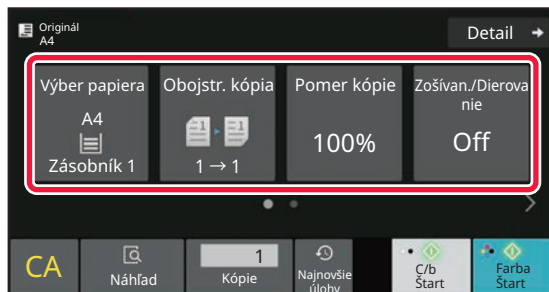 Originál
A4
Detail
Výber papiera
A4
Zásobník 1
Obojstr. kópia
1 → 1
Pomer kópie
100%
Zošívan./Dierova
nie
Off
CA
Náhľad
1
Kópie
Najnovšie
úlohy
C/b
Štart
Farba
Štart